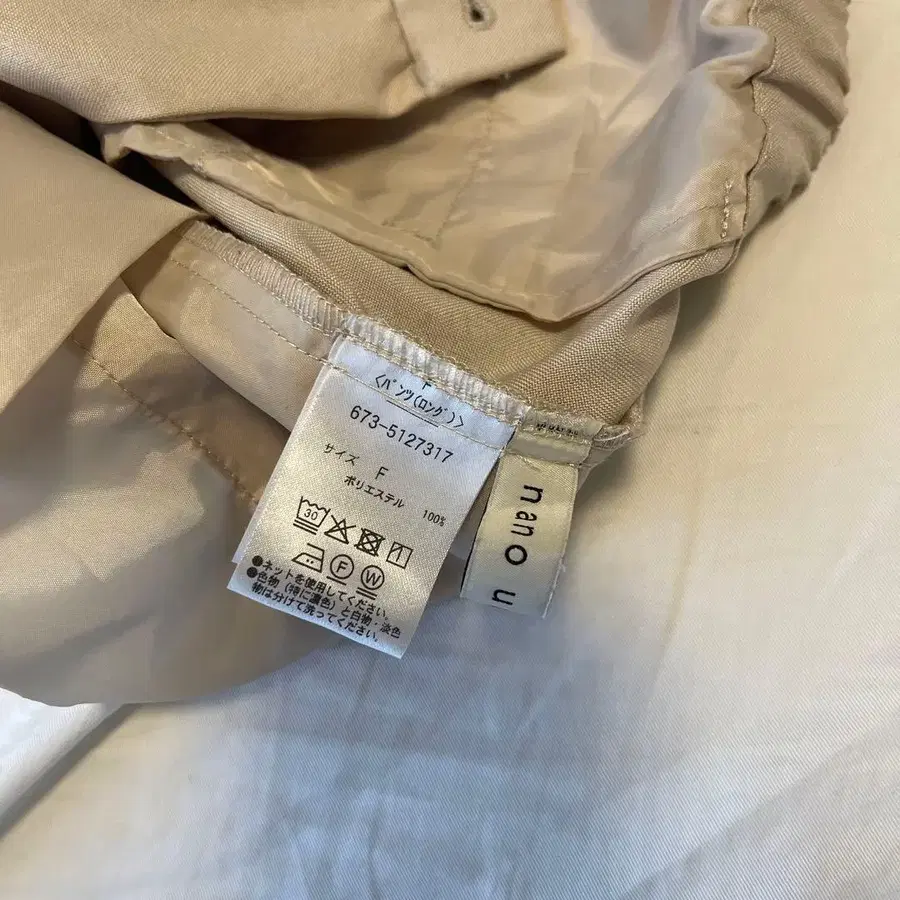 F
〈パンツ(ロング)〉
673-5127317
サイズ F
ポリエステル 100%
30
F W
●ネットを使用してください。
●色物(特に濃色)と白物・淡色
物は分けて洗ってください。
nano u